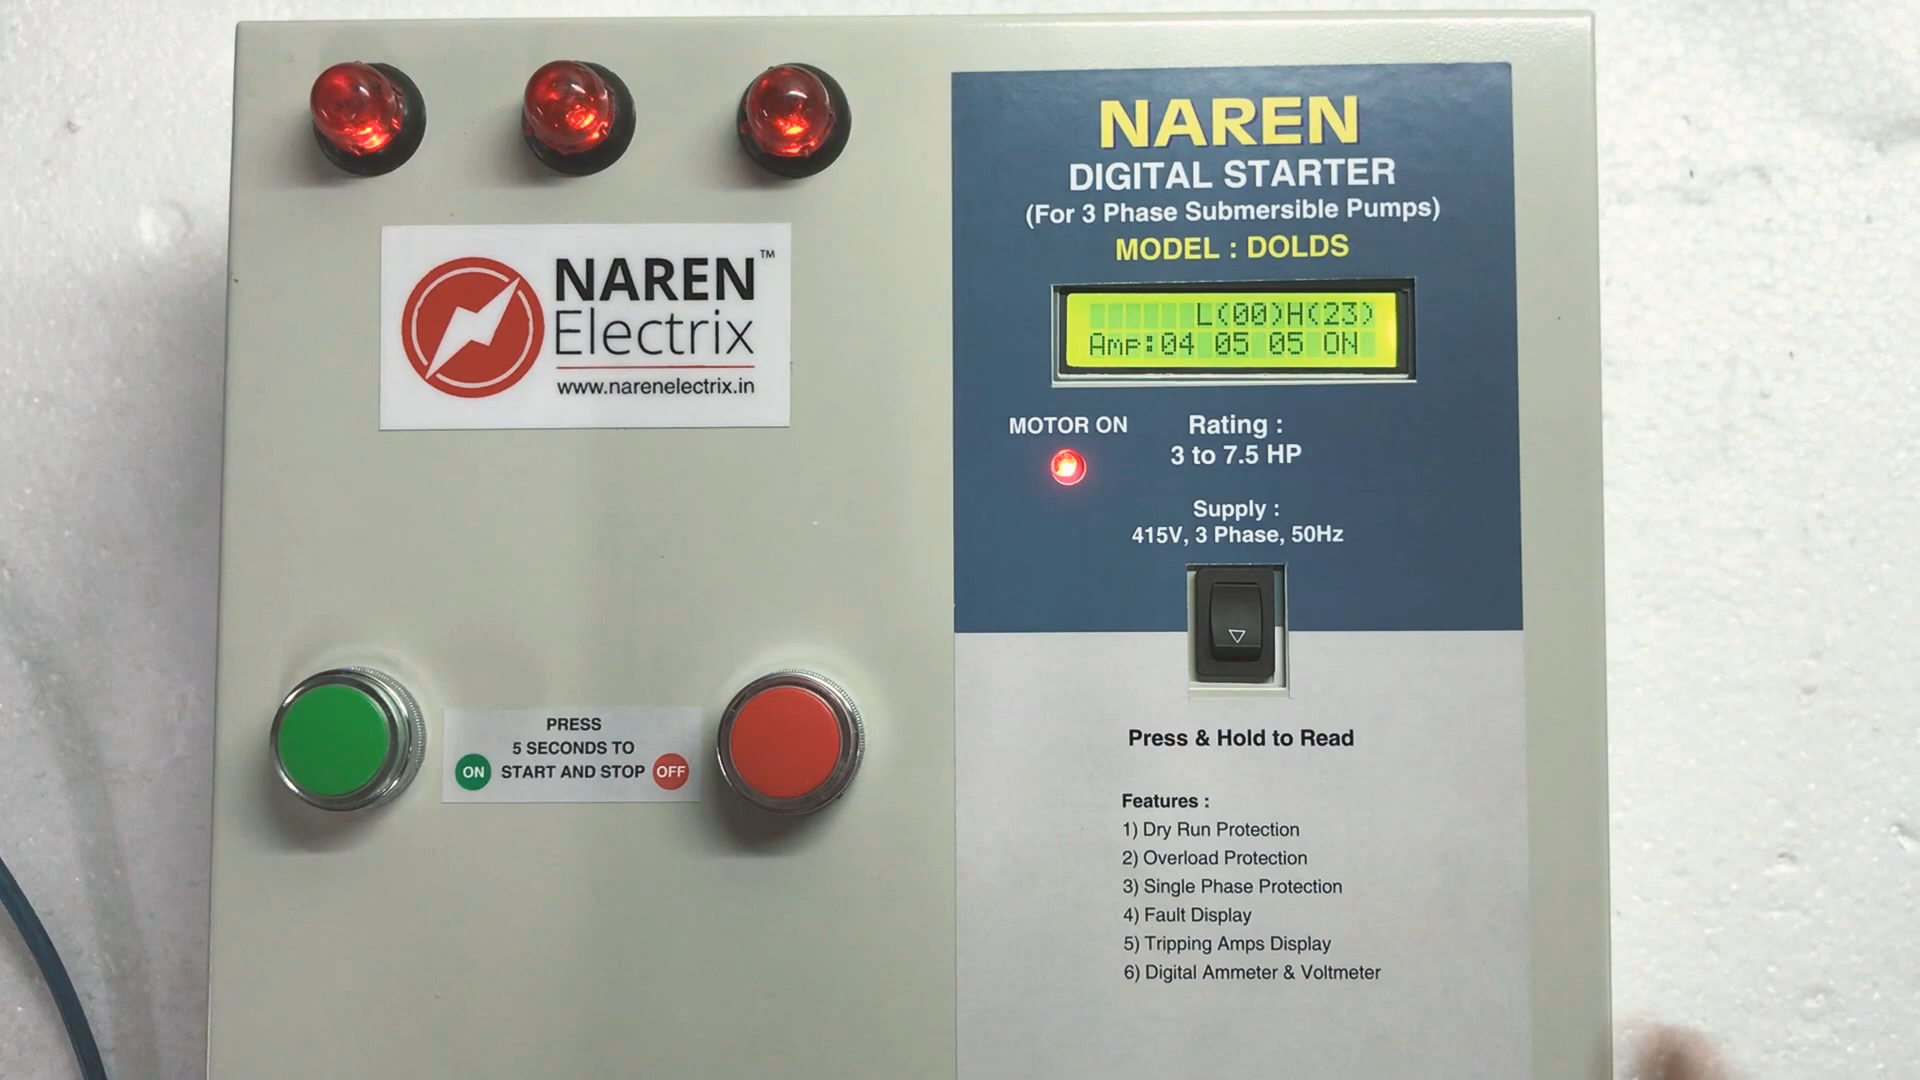 NAREN™
Electrix
www.narenelectrix.in
NAREN
DIGITAL STARTER
(For 3 Phase Submersible Pumps)
MODEL : DOLDS
L(00)H(23)
Amp:04 05 05 ON
MOTOR ON
Rating :
3 to 7.5 HP
Supply :
415V, 3 Phase, 50Hz
Press & Hold to Read
Features :
1) Dry Run Protection
2) Overload Protection
3) Single Phase Protection
4) Fault Display
5) Tripping Amps Display
6) Digital Ammeter & Voltmeter
PRESS
5 SECONDS TO
ON START AND STOP OFF